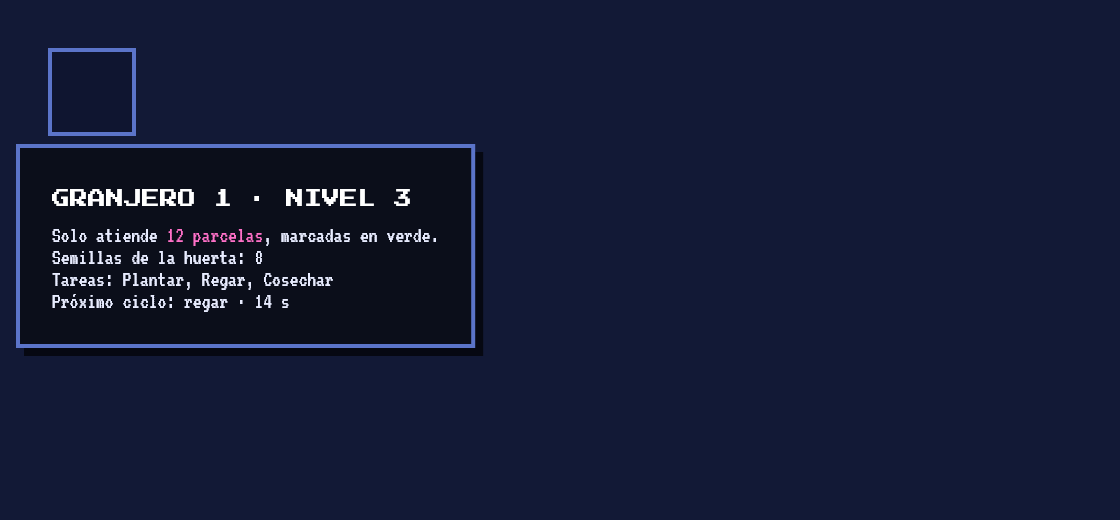 GRANJERO 1 · NIVEL 3
Solo atiende 12 parcelas, marcadas en verde.
Semillas de la huerta: 8
Tareas: Plantar, Regar, Cosechar
Próximo ciclo: regar · 14 s